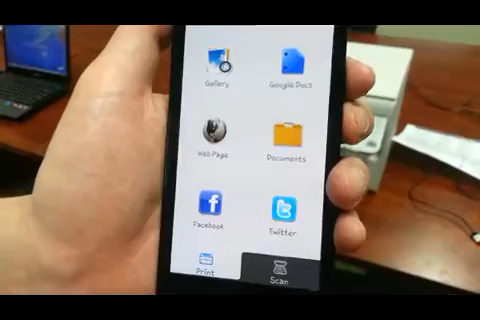 Gallery
Google Docs
Web Page
Documents
Facebook
Twitter
Print
Scan